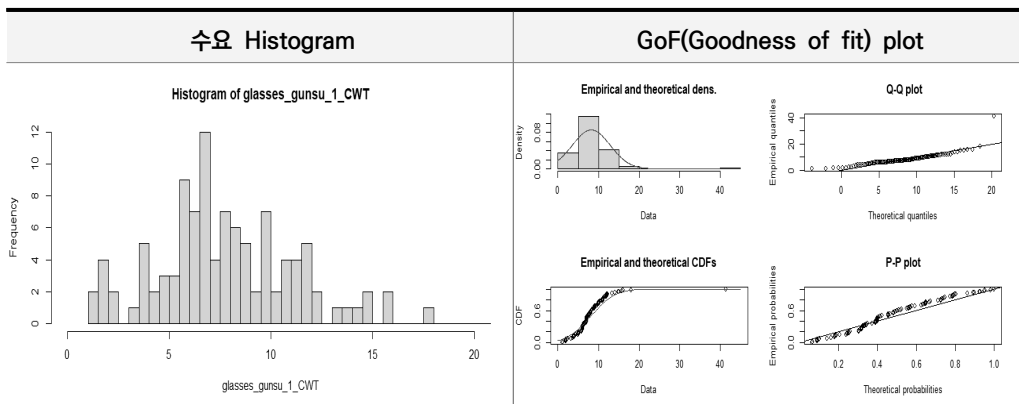 수요 Histogram
GoF(Goodness of fit) plot
Histogram of glasses_gunsu_1_CWT
Frequency
0 2 4 6 8 10 12
0 5 10 15 20
glasses_gunsu_1_CWT
Empirical and theoretical dens.
Density
0.00 0.08
0 10 20 30 40
Data
Q-Q plot
Empirical quantiles
0 20 40
0 5 10 15 20
Theoretical quantiles
Empirical and theoretical CDFs
CDF
0.0 0.6
0 10 20 30 40
Data
P-P plot
Empirical probabilities
0.0 0.6
0.2 0.4 0.6 0.8 1.0
Theoretical probabilities